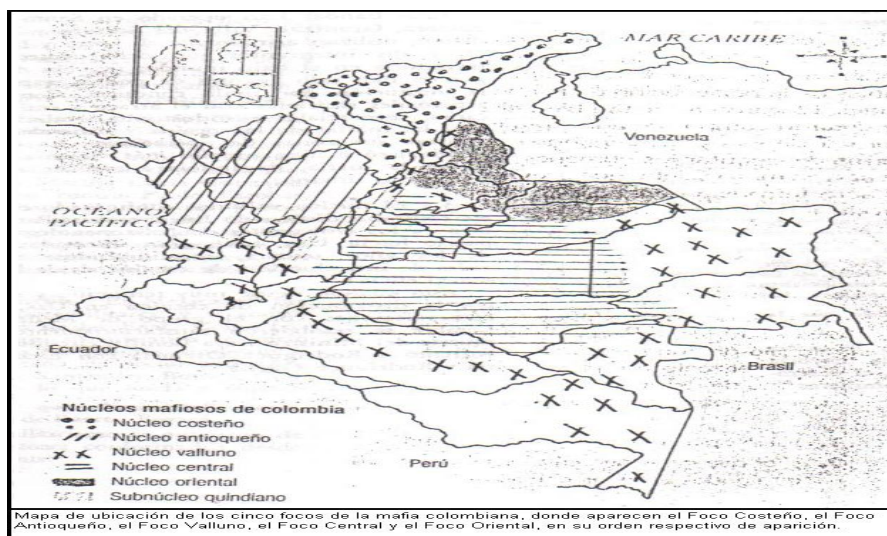 MAR CARIBE
Venozuela
OCEANO
PACÍFICO
Ecuador
Brasil
Perú
Núcleos mafiosos de colombia
Núcleo costeño
Núcleo antioqueño
Núcleo valluno
Núcleo central
Núcleo oriental
Subnúcleo quindiano
Mapa de ubicación de los cinco focos de la mafia colombiana, donde aparecen el Foco Costeño, el Foco
Antioqueño, el Foco Valluno, el Foco Central y el Foco Oriental, en su orden respectivo de aparición.